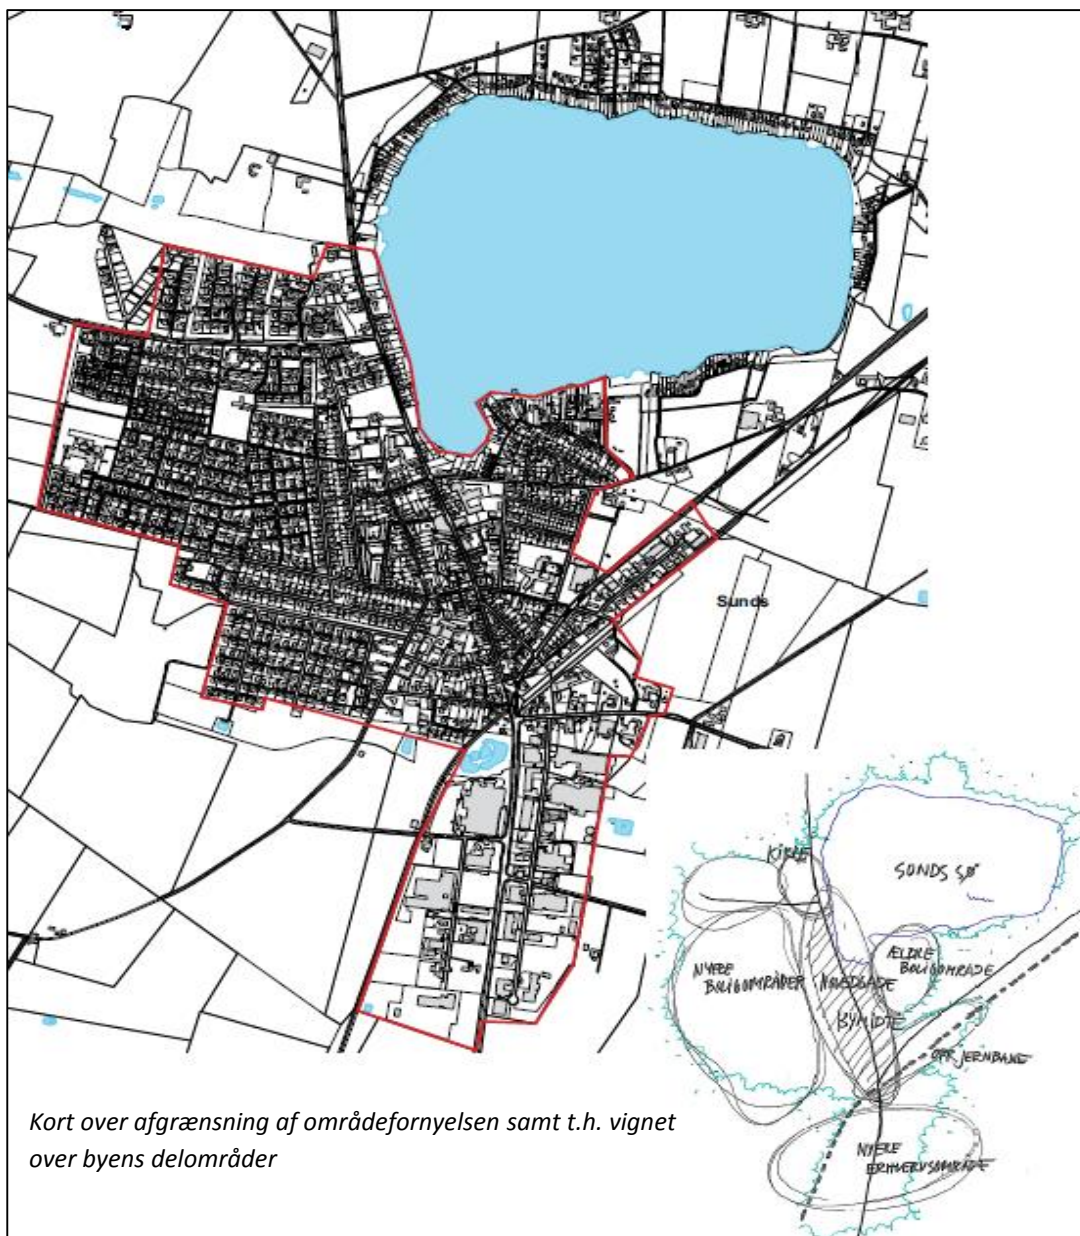 Sunds
KIRKE
SUNDS SØ
ÆLDRE
BOLIGOMRÅDE
NYERE
BOLIGOMRÅDER
HOVEDGADE
BYMIDTE
OPR. JERNBANE
NYERE
ERHVERVSOMRÅDE
Kort over afgrænsning af områdefornyelsen samt t.h. vignet
over byens delområder